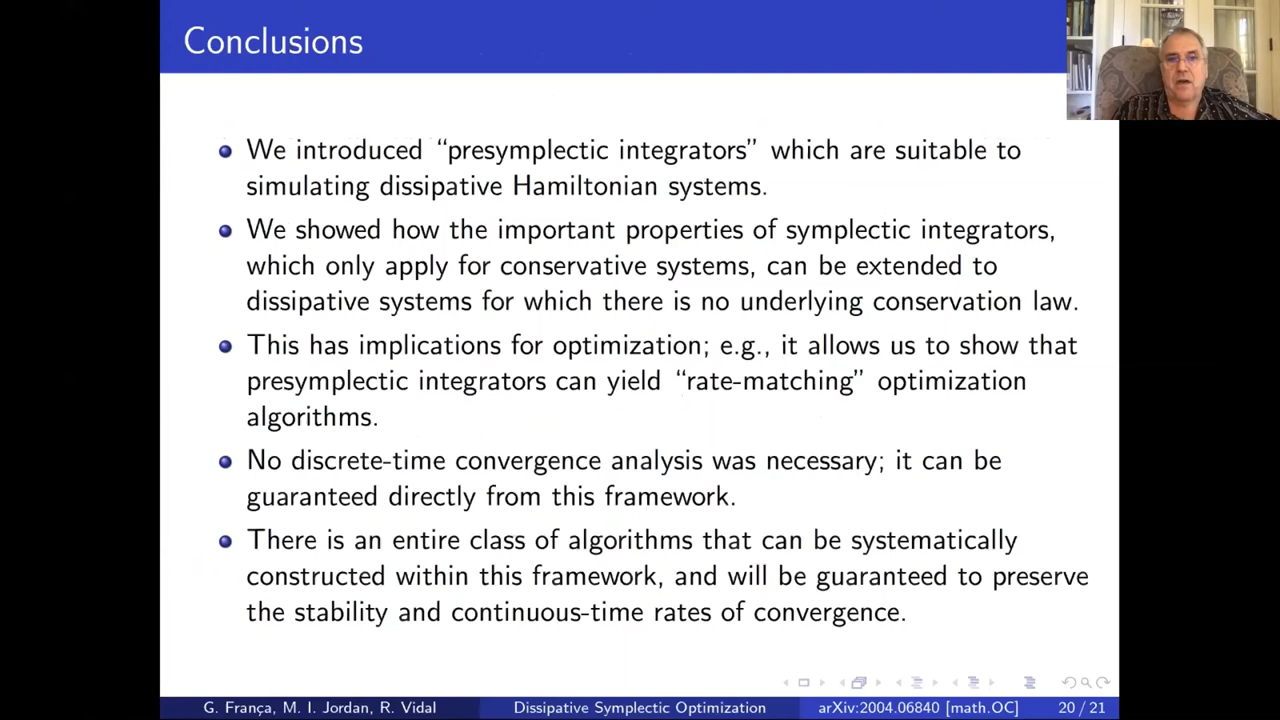 Conclusions
We introduced “presymplectic integrators” which are suitable to
simulating dissipative Hamiltonian systems.
We showed how the important properties of symplectic integrators,
which only apply for conservative systems, can be extended to
dissipative systems for which there is no underlying conservation law.
This has implications for optimization; e.g., it allows us to show that
presymplectic integrators can yield “rate-matching” optimization
algorithms.
No discrete-time convergence analysis was necessary; it can be
guaranteed directly from this framework.
There is an entire class of algorithms that can be systematically
constructed within this framework, and will be guaranteed to preserve
the stability and continuous-time rates of convergence.
G. França, M. I. Jordan, R. Vidal Dissipative Symplectic Optimization arXiv:2004.06840 [math.OC] 20 / 21